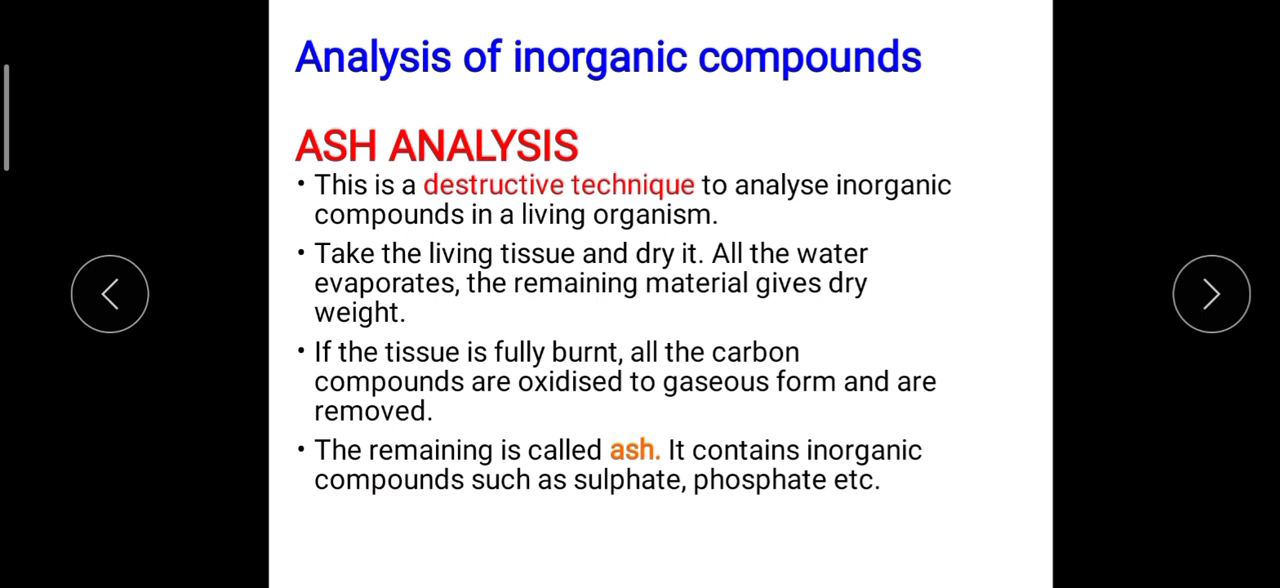 Analysis of inorganic compounds
ASH ANALYSIS
• This is a destructive technique to analyse inorganic
compounds in a living organism.
• Take the living tissue and dry it. All the water
evaporates, the remaining material gives dry
weight.
• If the tissue is fully burnt, all the carbon
compounds are oxidised to gaseous form and are
removed.
• The remaining is called ash. It contains inorganic
compounds such as sulphate, phosphate etc.